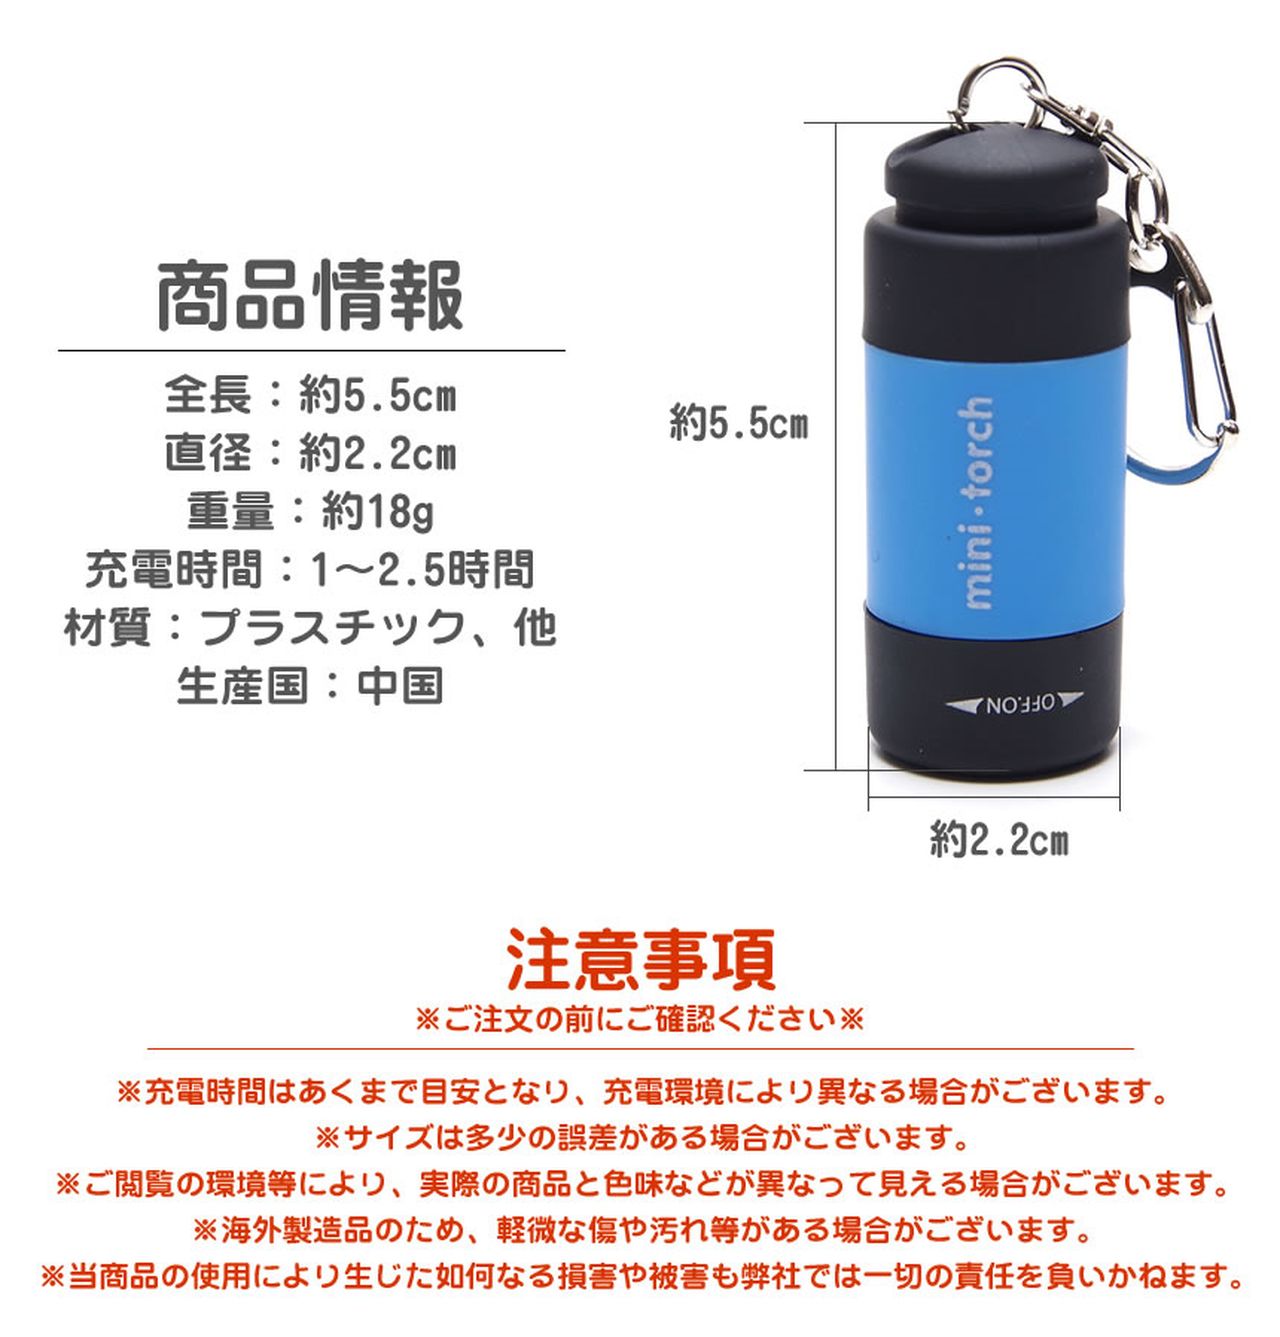 商品情報
全長：約5.5cm
直径：約2.2cm
重量：約18g
充電時間：1～2.5時間
材質：プラスチック、他
生産国：中国
約5.5cm
mini・torch
OFF.ON
約2.2cm
注意事項
※ご注文の前にご確認ください※
※充電時間はあくまで目安となり、充電環境により異なる場合がございます。
※サイズは多少の誤差がある場合がございます。
※ご閲覧の環境等により、実際の商品と色味などが異なって見える場合がございます。
※海外製造品のため、軽微な傷や汚れ等がある場合がございます。
※当商品の使用により生じた如何なる損害や被害も弊社では一切の責任を負いかねます。